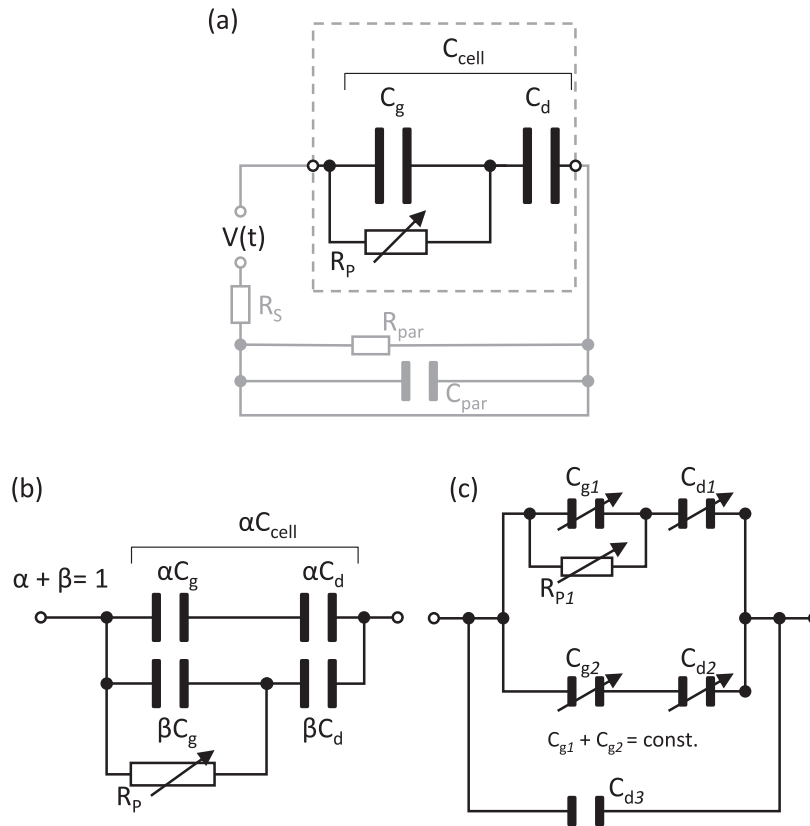 (a)
C_cell
C_g
C_d
V(t)
R_P
R_S
R_par
C_par
(b)
αC_cell
α + β= 1
αC_g
αC_d
βC_g
βC_d
R_P
(c)
C_g1
C_d1
R_P1
C_g2
C_d2
C_g1 + C_g2 = const.
C_d3